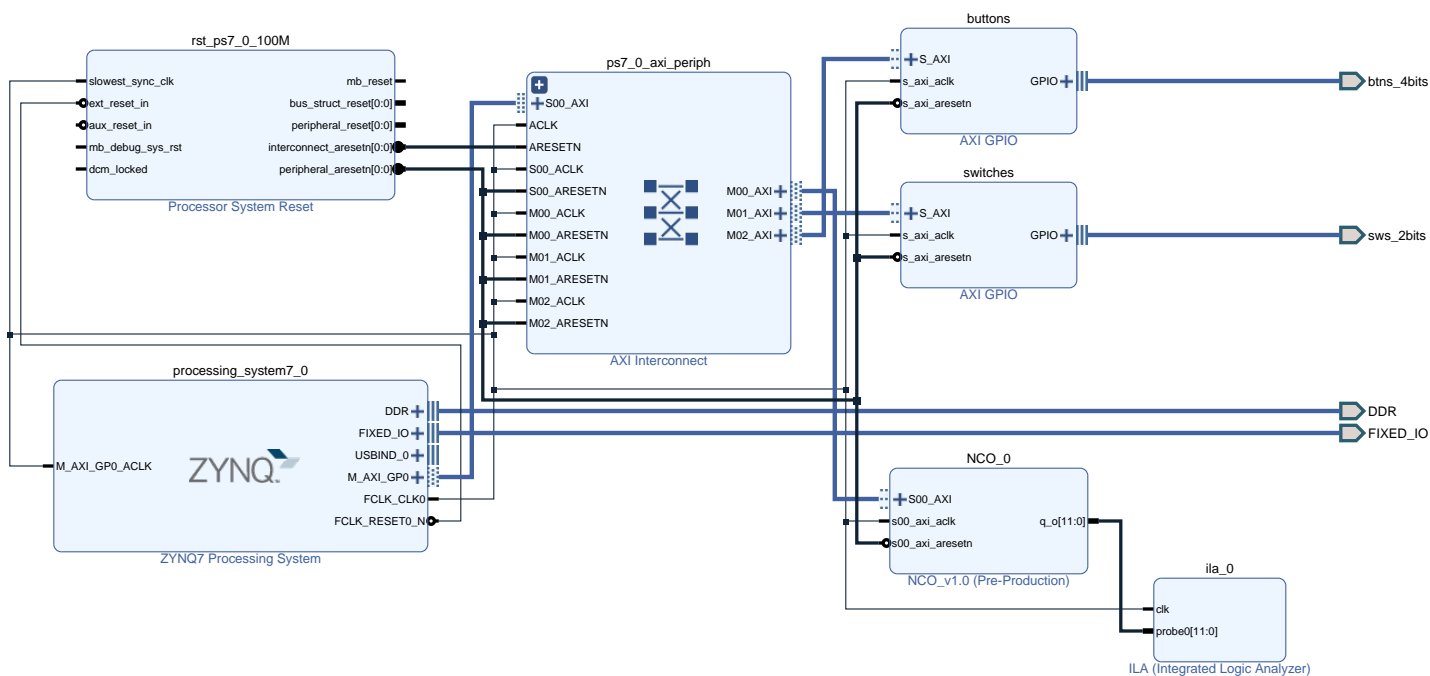 rst_ps7_0_100M
slowest_sync_clk
ext_reset_in
aux_reset_in
mb_debug_sys_rst
dcm_locked
mb_reset
bus_struct_reset[0:0]
peripheral_reset[0:0]
interconnect_aresetn[0:0]
peripheral_aresetn[0:0]
Processor System Reset
ps7_0_axi_periph
S00_AXI
ACLK
ARESETN
S00_ACLK
S00_ARESETN
M00_ACLK
M00_ARESETN
M01_ACLK
M01_ARESETN
M02_ACLK
M02_ARESETN
M00_AXI
M01_AXI
M02_AXI
AXI Interconnect
buttons
S_AXI
s_axi_aclk
s_axi_aresetn
GPIO
AXI GPIO
btns_4bits
switches
S_AXI
s_axi_aclk
s_axi_aresetn
GPIO
AXI GPIO
sws_2bits
processing_system7_0
M_AXI_GP0_ACLK
ZYNQ
DDR
FIXED_IO
USBIND_0
M_AXI_GP0
FCLK_CLK0
FCLK_RESET0_N
ZYNQ7 Processing System
DDR
FIXED_IO
NCO_0
S00_AXI
s00_axi_aclk
s00_axi_aresetn
q_o[11:0]
NCO_v1.0 (Pre-Production)
ila_0
clk
probe0[11:0]
ILA (Integrated Logic Analyzer)